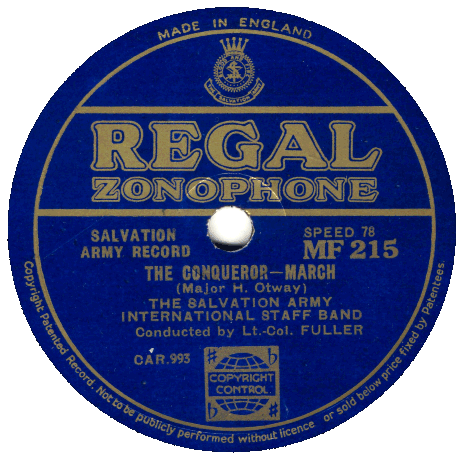 MADE IN ENGLAND
THE SALVATION ARMY
REGAL
ZONOPHONE
SALVATION
ARMY RECORD
SPEED 78
MF 215
THE CONQUEROR—MARCH
(Major H. Otway)
THE SALVATION ARMY
INTERNATIONAL STAFF BAND
Conducted by Lt.-Col. FULLER
CAR.993
COPYRIGHT
CONTROL
Copyright Patented Record. Not to be publicly performed without licence or sold below price fixed by Patentees.